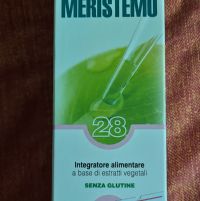 MERISTEMO
28
Integratore alimentare
a base di estratti vegetali
SENZA GLUTINE